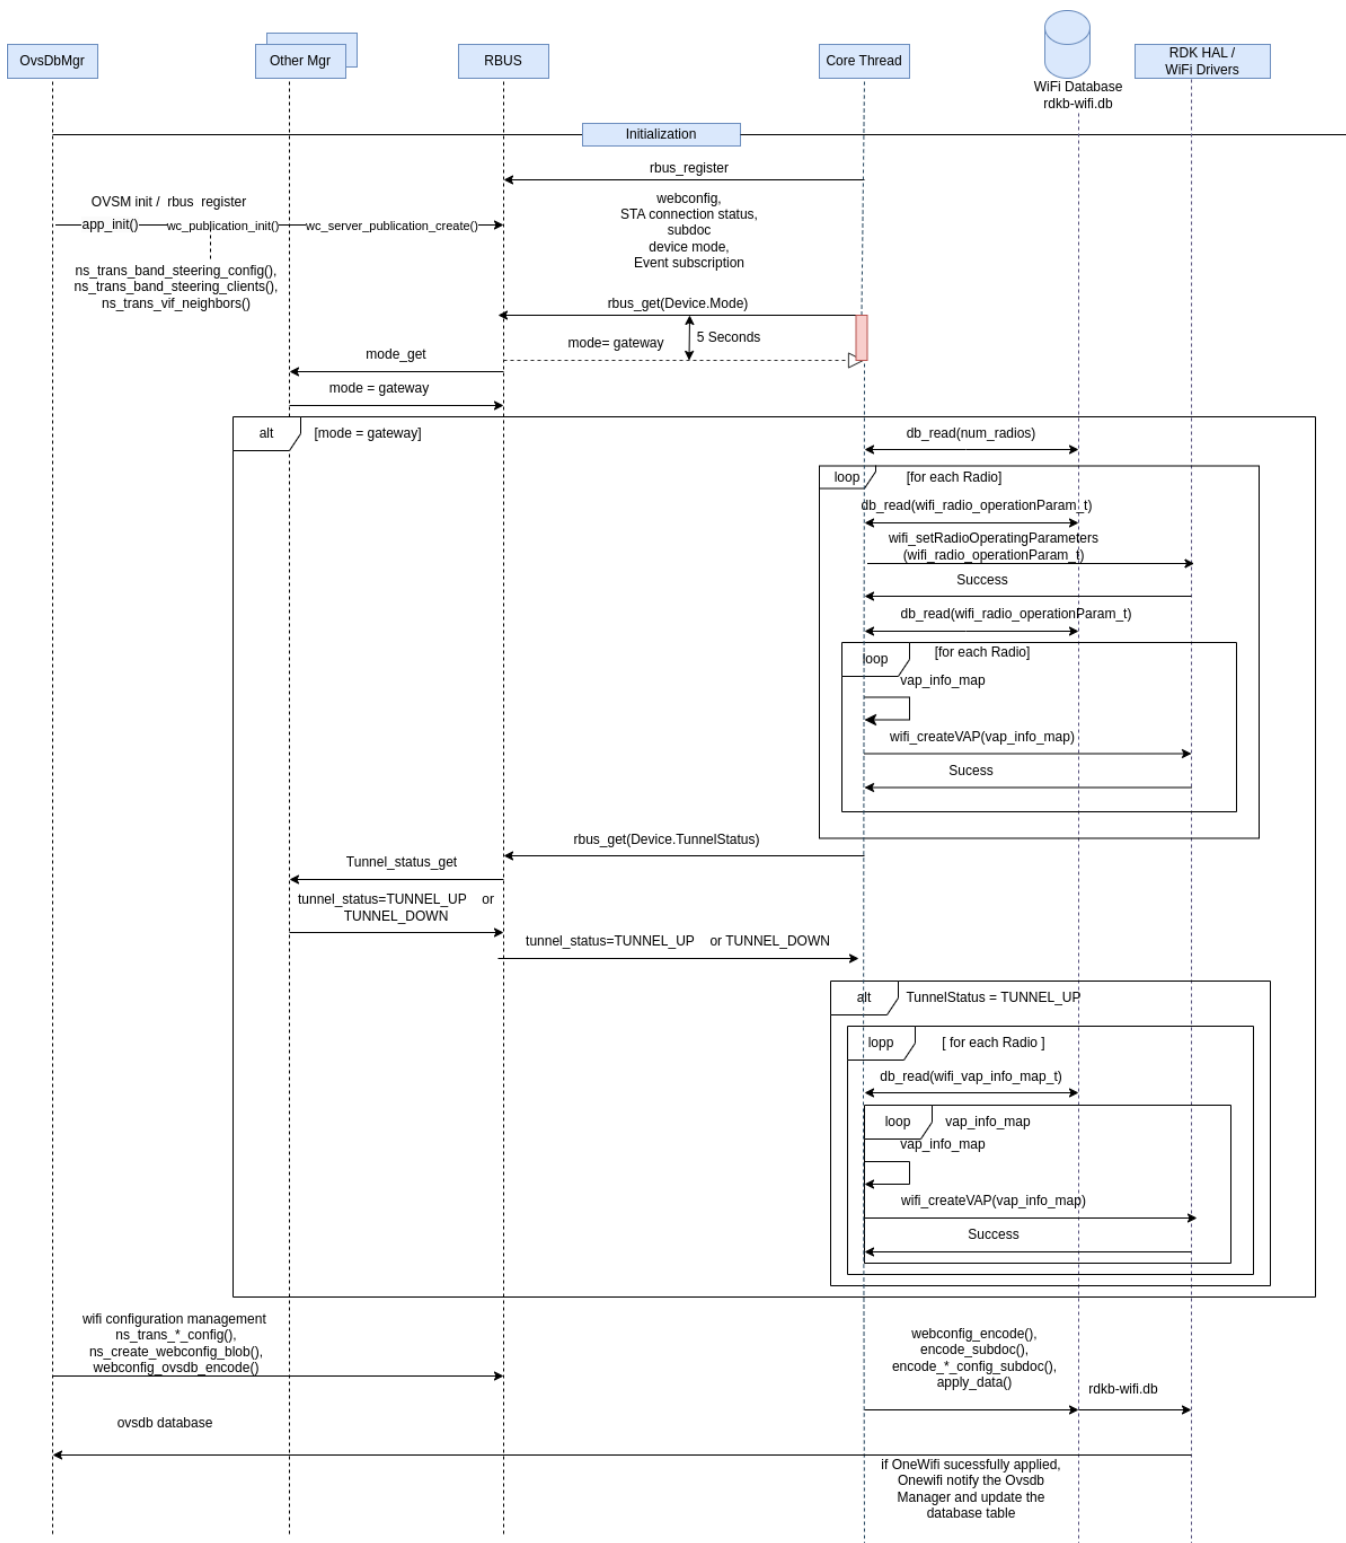 OvsDbMgr
Other Mgr
RBUS
Core Thread
WiFi Database
rdkb-wifi.db
RDK HAL /
WiFi Drivers
Initialization
rbus_register
OVSM init /  rbus  register
app_init()
wc_publication_init()
wc_server_publication_create()
webconfig,
STA connection status,
subdoc
device mode,
Event subscription
ns_trans_band_steering_config(),
ns_trans_band_steering_clients(),
ns_trans_vif_neighbors()
rbus_get(Device.Mode)
mode= gateway
5 Seconds
mode_get
mode = gateway
alt
[mode = gateway]
db_read(num_radios)
loop
[for each Radio]
db_read(wifi_radio_operationParam_t)
wifi_setRadioOperatingParameters
(wifi_radio_operationParam_t)
Success
db_read(wifi_radio_operationParam_t)
loop
[for each Radio]
vap_info_map
wifi_createVAP(vap_info_map)
Sucess
rbus_get(Device.TunnelStatus)
Tunnel_status_get
tunnel_status=TUNNEL_UP    or
TUNNEL_DOWN
tunnel_status=TUNNEL_UP    or TUNNEL_DOWN
alt
TunnelStatus = TUNNEL_UP
lopp
[ for each Radio ]
db_read(wifi_vap_info_map_t)
loop
vap_info_map
vap_info_map
wifi_createVAP(vap_info_map)
Success
wifi configuration management
ns_trans_*_config(),
ns_create_webconfig_blob(),
webconfig_ovsdb_encode()
webconfig_encode(),
encode_subdoc(),
encode_*_config_subdoc(),
apply_data()
rdkb-wifi.db
ovsdb database
if OneWifi sucessfully applied,
Onewifi notify the Ovsdb
Manager and update the
database table